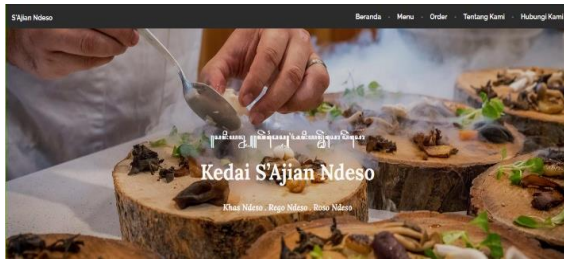 S'Ajian Ndeso
Beranda - Menu - Order - Tentang Kami - Hubungi Kami
Kedai S'Ajian Ndeso
Khas Ndeso . Rego Ndeso . Roso Ndeso